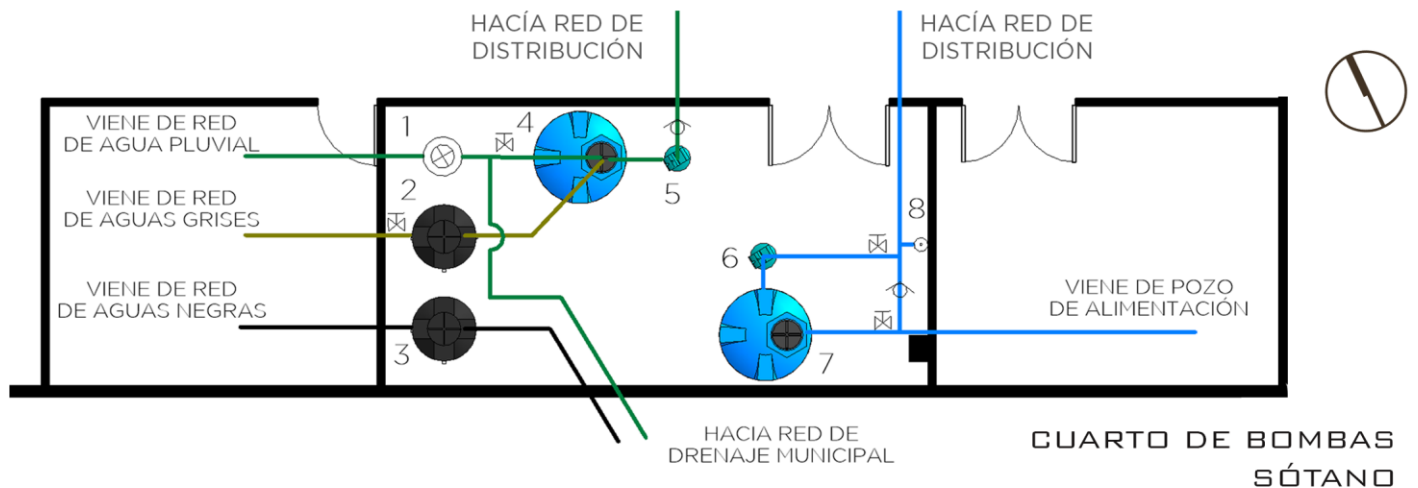 HACÍA RED DE
DISTRIBUCIÓN
HACÍA RED DE
DISTRIBUCIÓN
VIENE DE RED
DE AGUA PLUVIAL
1
4
5
VIENE DE RED
DE AGUAS GRISES
2
8
6
VIENE DE RED
DE AGUAS NEGRAS
3
7
VIENE DE POZO
DE ALIMENTACIÓN
HACIA RED DE
DRENAJE MUNICIPAL
CUARTO DE BOMBAS
SÓTANO